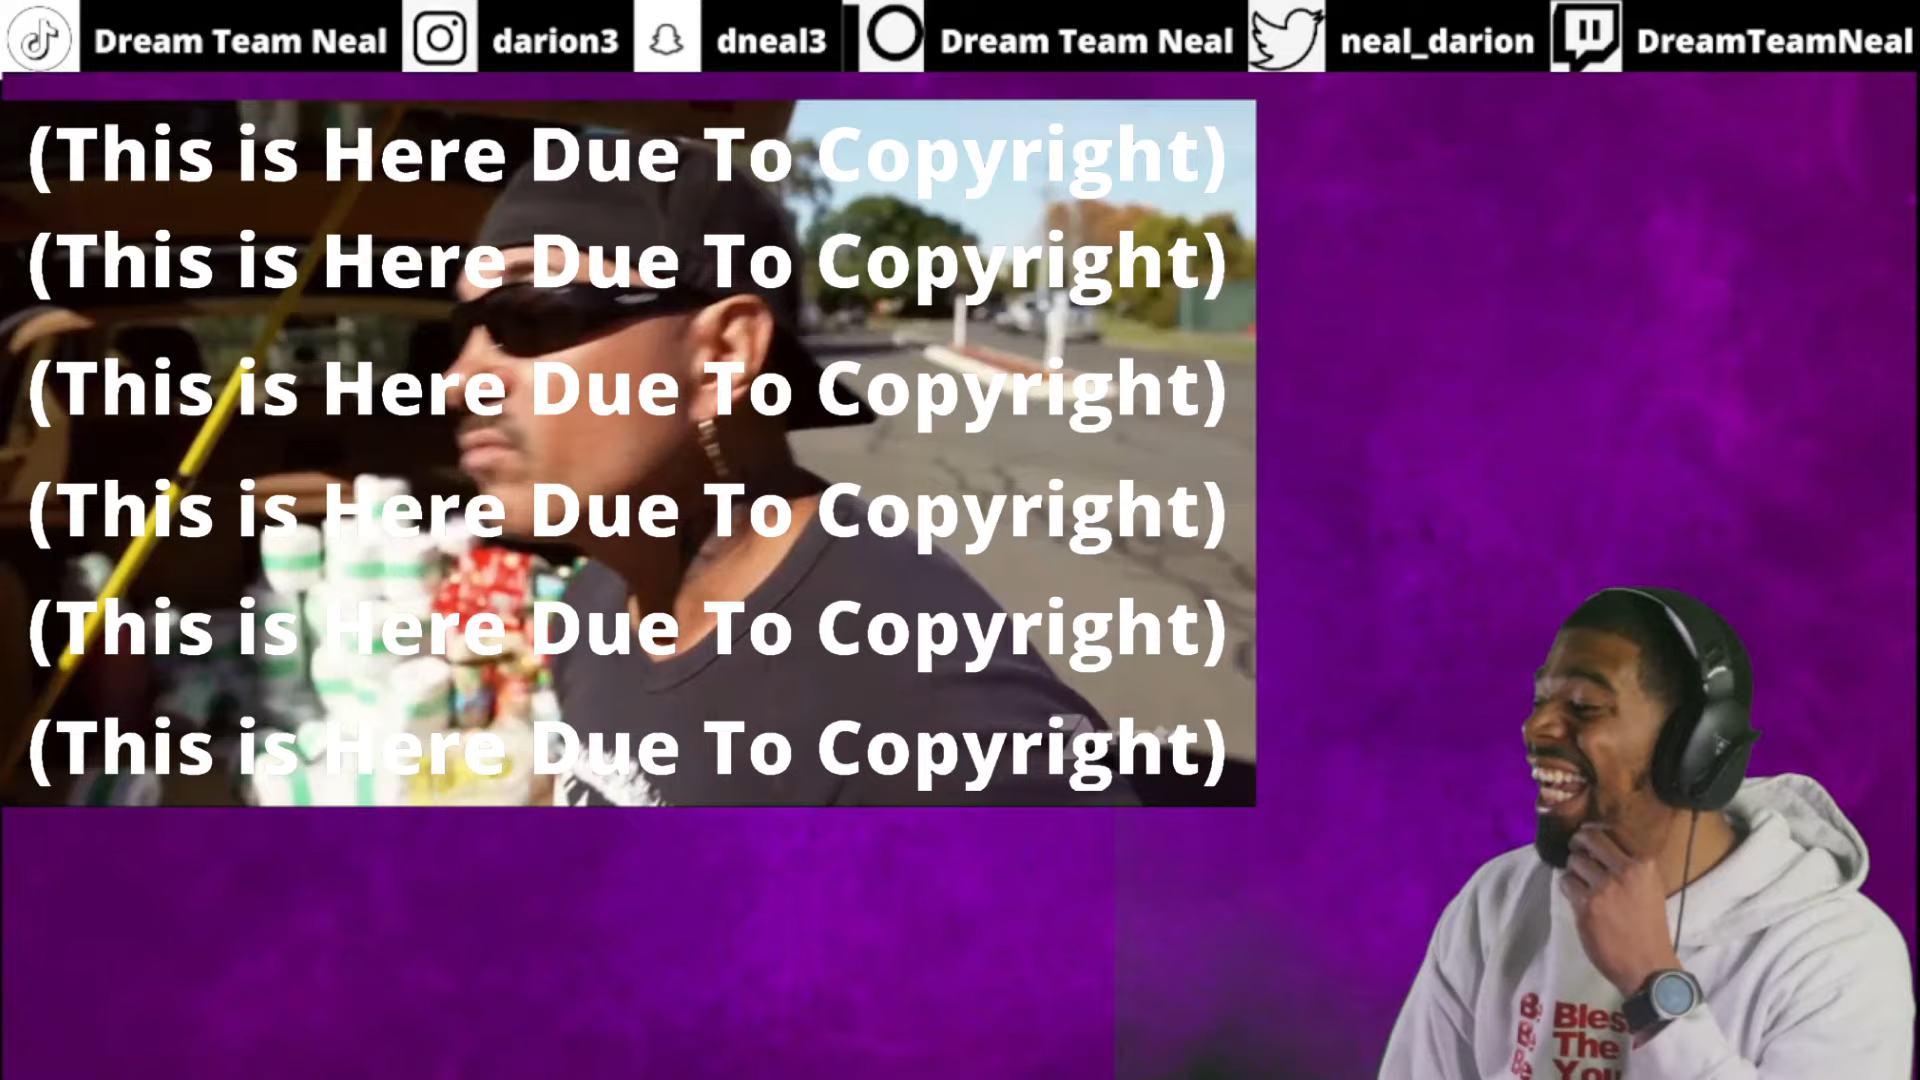 Dream Team Neal darion3 dneal3 Dream Team Neal neal_darion DreamTeamNeal
(This is Here Due To Copyright)
(This is Here Due To Copyright)
(This is Here Due To Copyright)
(This is Here Due To Copyright)
(This is Here Due To Copyright)
(This is Here Due To Copyright)
The